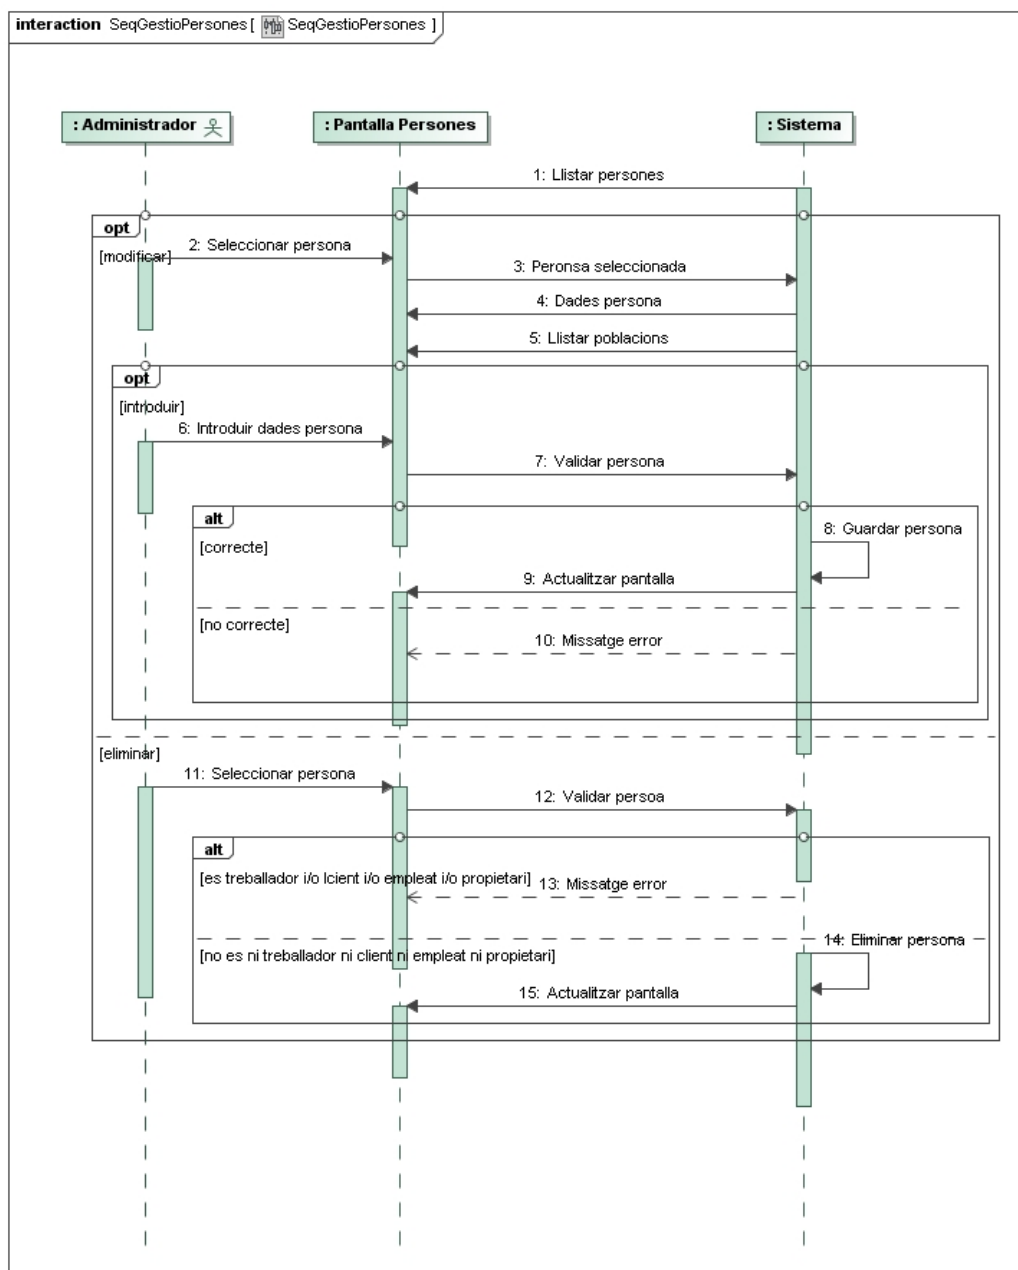 interaction SeqGestioPersones [ SeqGestioPersones ]
: Administrador
: Pantalla Persones
: Sistema
1: Llistar persones
opt
[modificar]
2: Seleccionar persona
3: Peronsa seleccionada
4: Dades persona
5: Llistar poblacions
opt
[introduir]
6: Introduir dades persona
7: Validar persona
alt
[correcte]
8: Guardar persona
9: Actualitzar pantalla
[no correcte]
10: Missatge error
[eliminar]
11: Seleccionar persona
12: Validar persoa
alt
[es treballador i/o lcient i/o empleat i/o propietari]
13: Missatge error
14: Eliminar persona
[no es ni treballador ni client ni empleat ni propietari]
15: Actualitzar pantalla